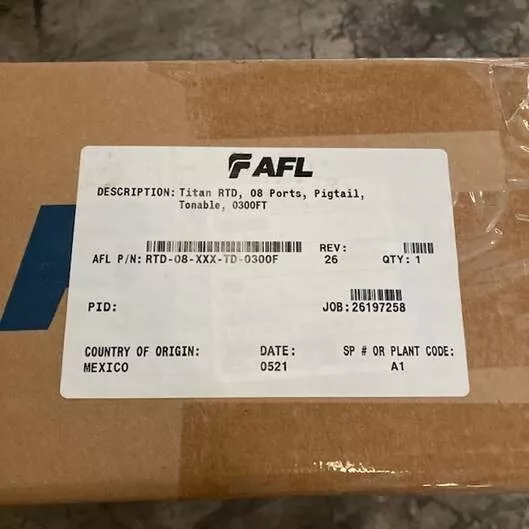 AFL
DESCRIPTION: Titan RTD, 08 Ports, Pigtail,
Tonable, 0300FT
AFL P/N: RTD-08-XXX-TD-0300F
REV:
26
QTY: 1
PID:
JOB: 26197258
COUNTRY OF ORIGIN:
MEXICO
DATE:
0521
SP # OR PLANT CODE:
A1